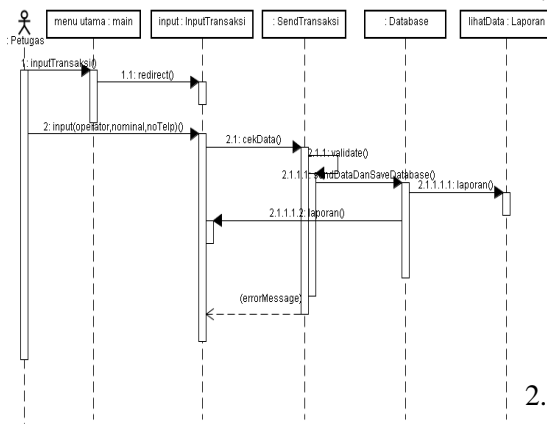 menu utama : main
input : InputTransaksi
: SendTransaksi
: Database
lihatData : Laporan
: Petugas
1: inputTransaksi()
1.1: redirect()
2: input(operator,nominal,noTelp)()
2.1: cekData()
2.1.1: validate()
2.1.1.1: sendDataDanSaveDatabase()
2.1.1.1.1: laporan()
2.1.1.1.2: laporan()
(errorMessage)
2.